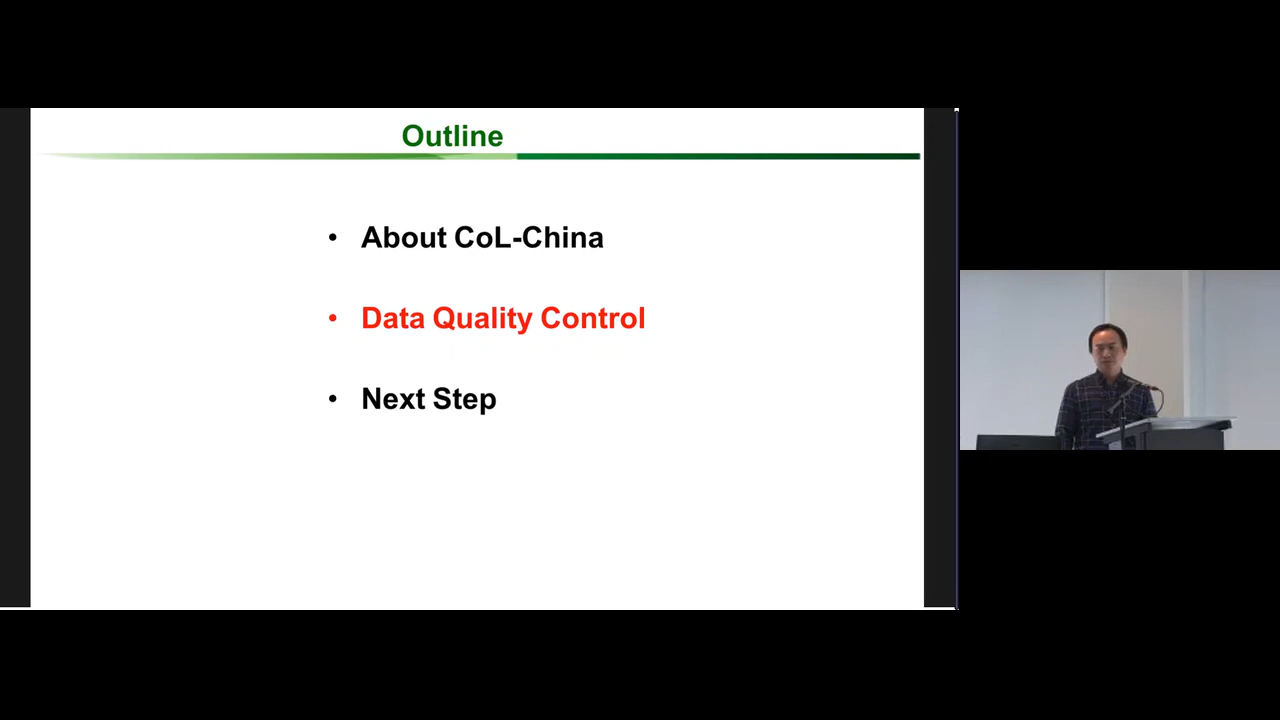 Outline
• About CoL-China
• Data Quality Control
• Next Step